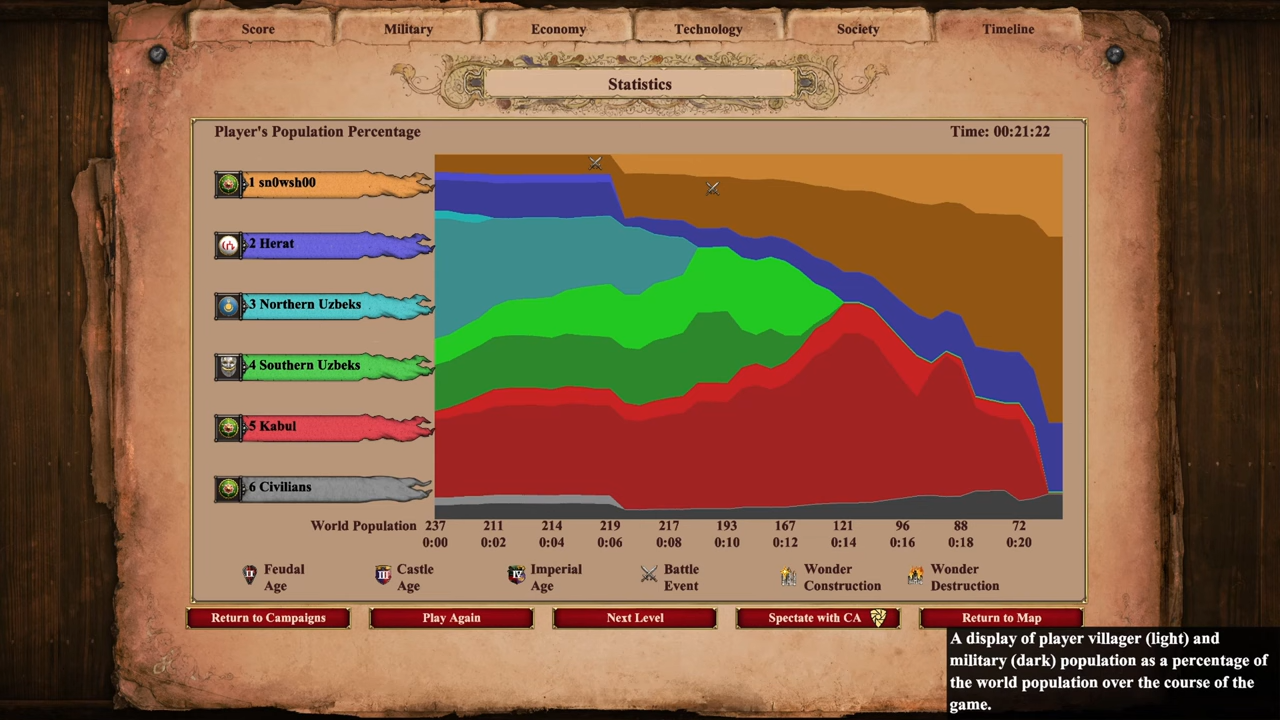 Score
Military
Economy
Technology
Society
Timeline
Statistics
Player's Population Percentage
Time: 00:21:22
1 sn0wsh00
2 Herat
3 Northern Uzbeks
4 Southern Uzbeks
5 Kabul
6 Civilians
World Population 237 211 214 219 217 193 167 121 96 88 72
0:00 0:02 0:04 0:06 0:08 0:10 0:12 0:14 0:16 0:18 0:20
Feudal
Age
Castle
Age
Imperial
Age
Battle
Event
Wonder
Construction
Wonder
Destruction
Return to Campaigns
Play Again
Next Level
Spectate with CA
Return to Map
A display of player villager (light) and
military (dark) population as a percentage of
the world population over the course of the
game.